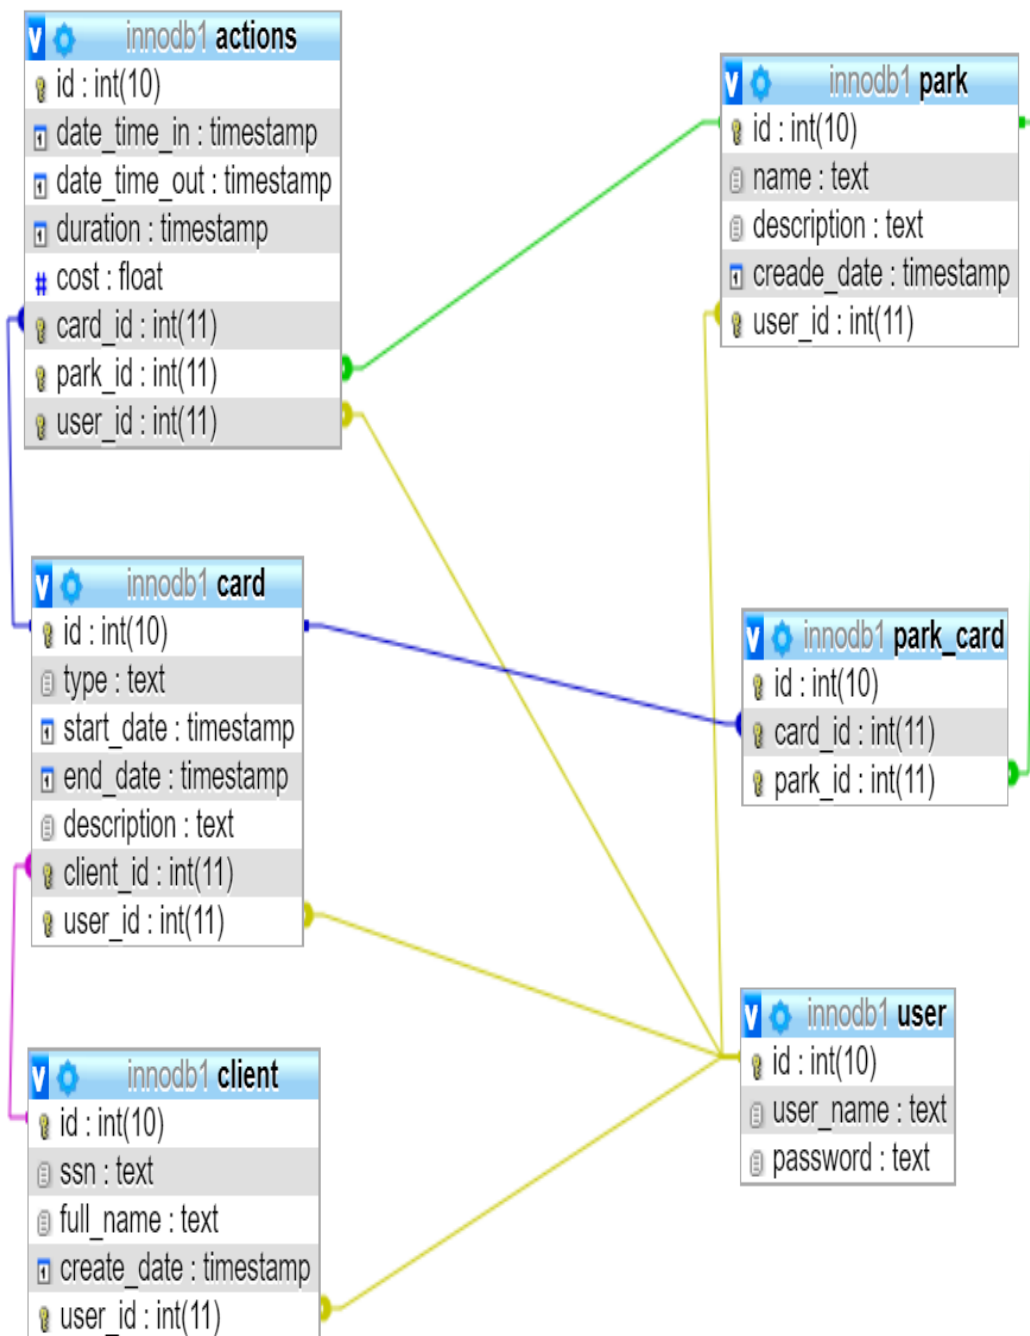 innodb1 actions
id : int(10)
date_time_in : timestamp
date_time_out : timestamp
duration : timestamp
cost : float
card_id : int(11)
park_id : int(11)
user_id : int(11)
innodb1 park
id : int(10)
name : text
description : text
creade_date : timestamp
user_id : int(11)
innodb1 card
id : int(10)
type : text
start_date : timestamp
end_date : timestamp
description : text
client_id : int(11)
user_id : int(11)
innodb1 park_card
id : int(10)
card_id : int(11)
park_id : int(11)
innodb1 client
id : int(10)
ssn : text
full_name : text
create_date : timestamp
user_id : int(11)
innodb1 user
id : int(10)
user_name : text
password : text